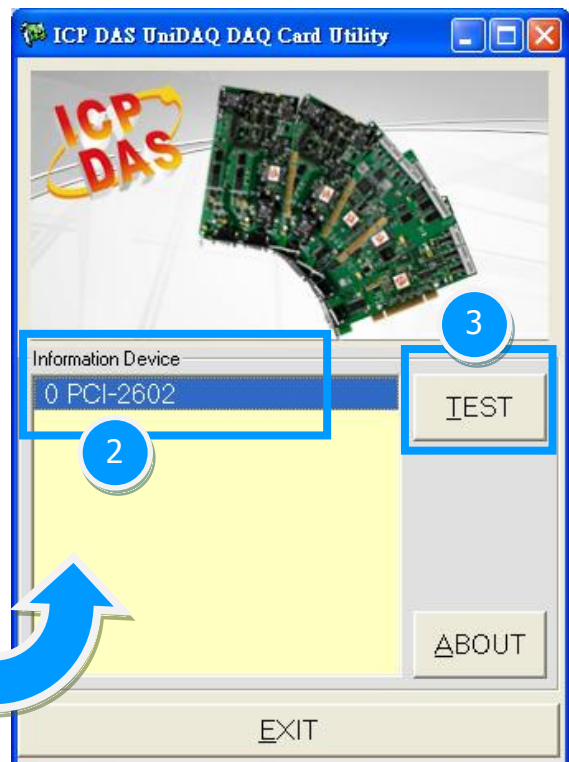 ICP DAS UniDAQ DAQ Card Utility
ICP
DAS
3
Information Device
0 PCI-2602
TEST
2
ABOUT
EXIT